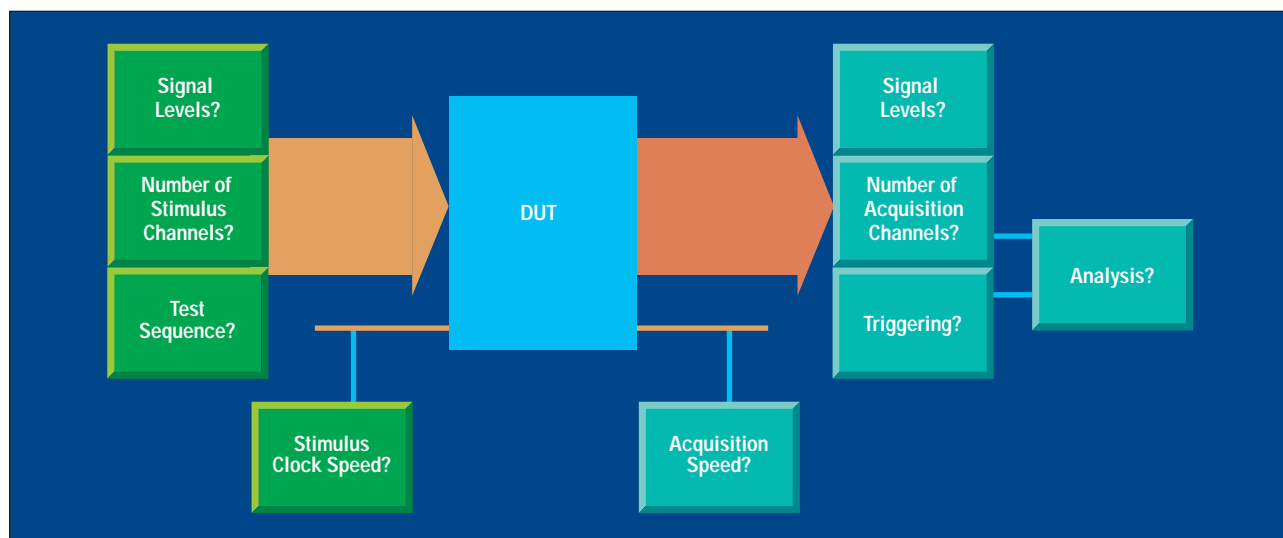 Signal
Levels?
Number of
Stimulus
Channels?
Test
Sequence?
Stimulus
Clock Speed?
DUT
Acquisition
Speed?
Signal
Levels?
Number of
Acquisition
Channels?
Triggering?
Analysis?